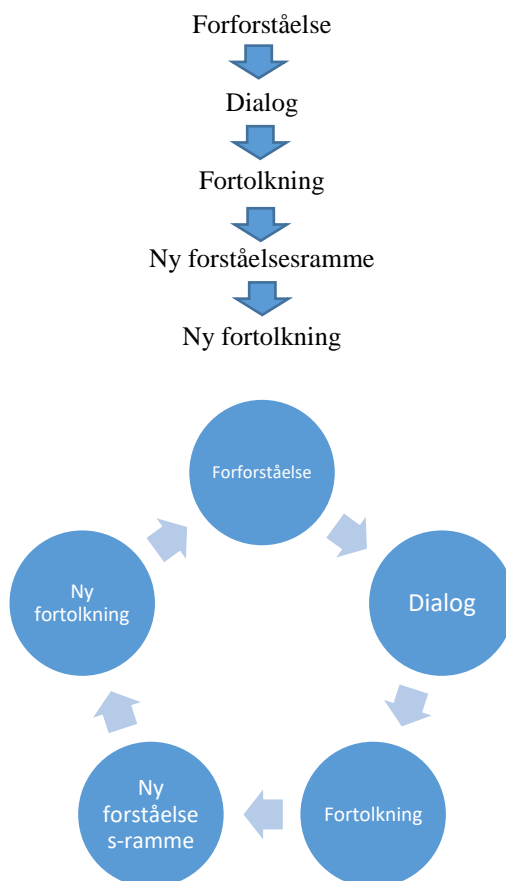 Forforståelse
Dialog
Fortolkning
Ny forståelsesramme
Ny fortolkning
Forforståelse
Dialog
Fortolkning
Ny
forståelse
s-ramme
Ny
fortolkning